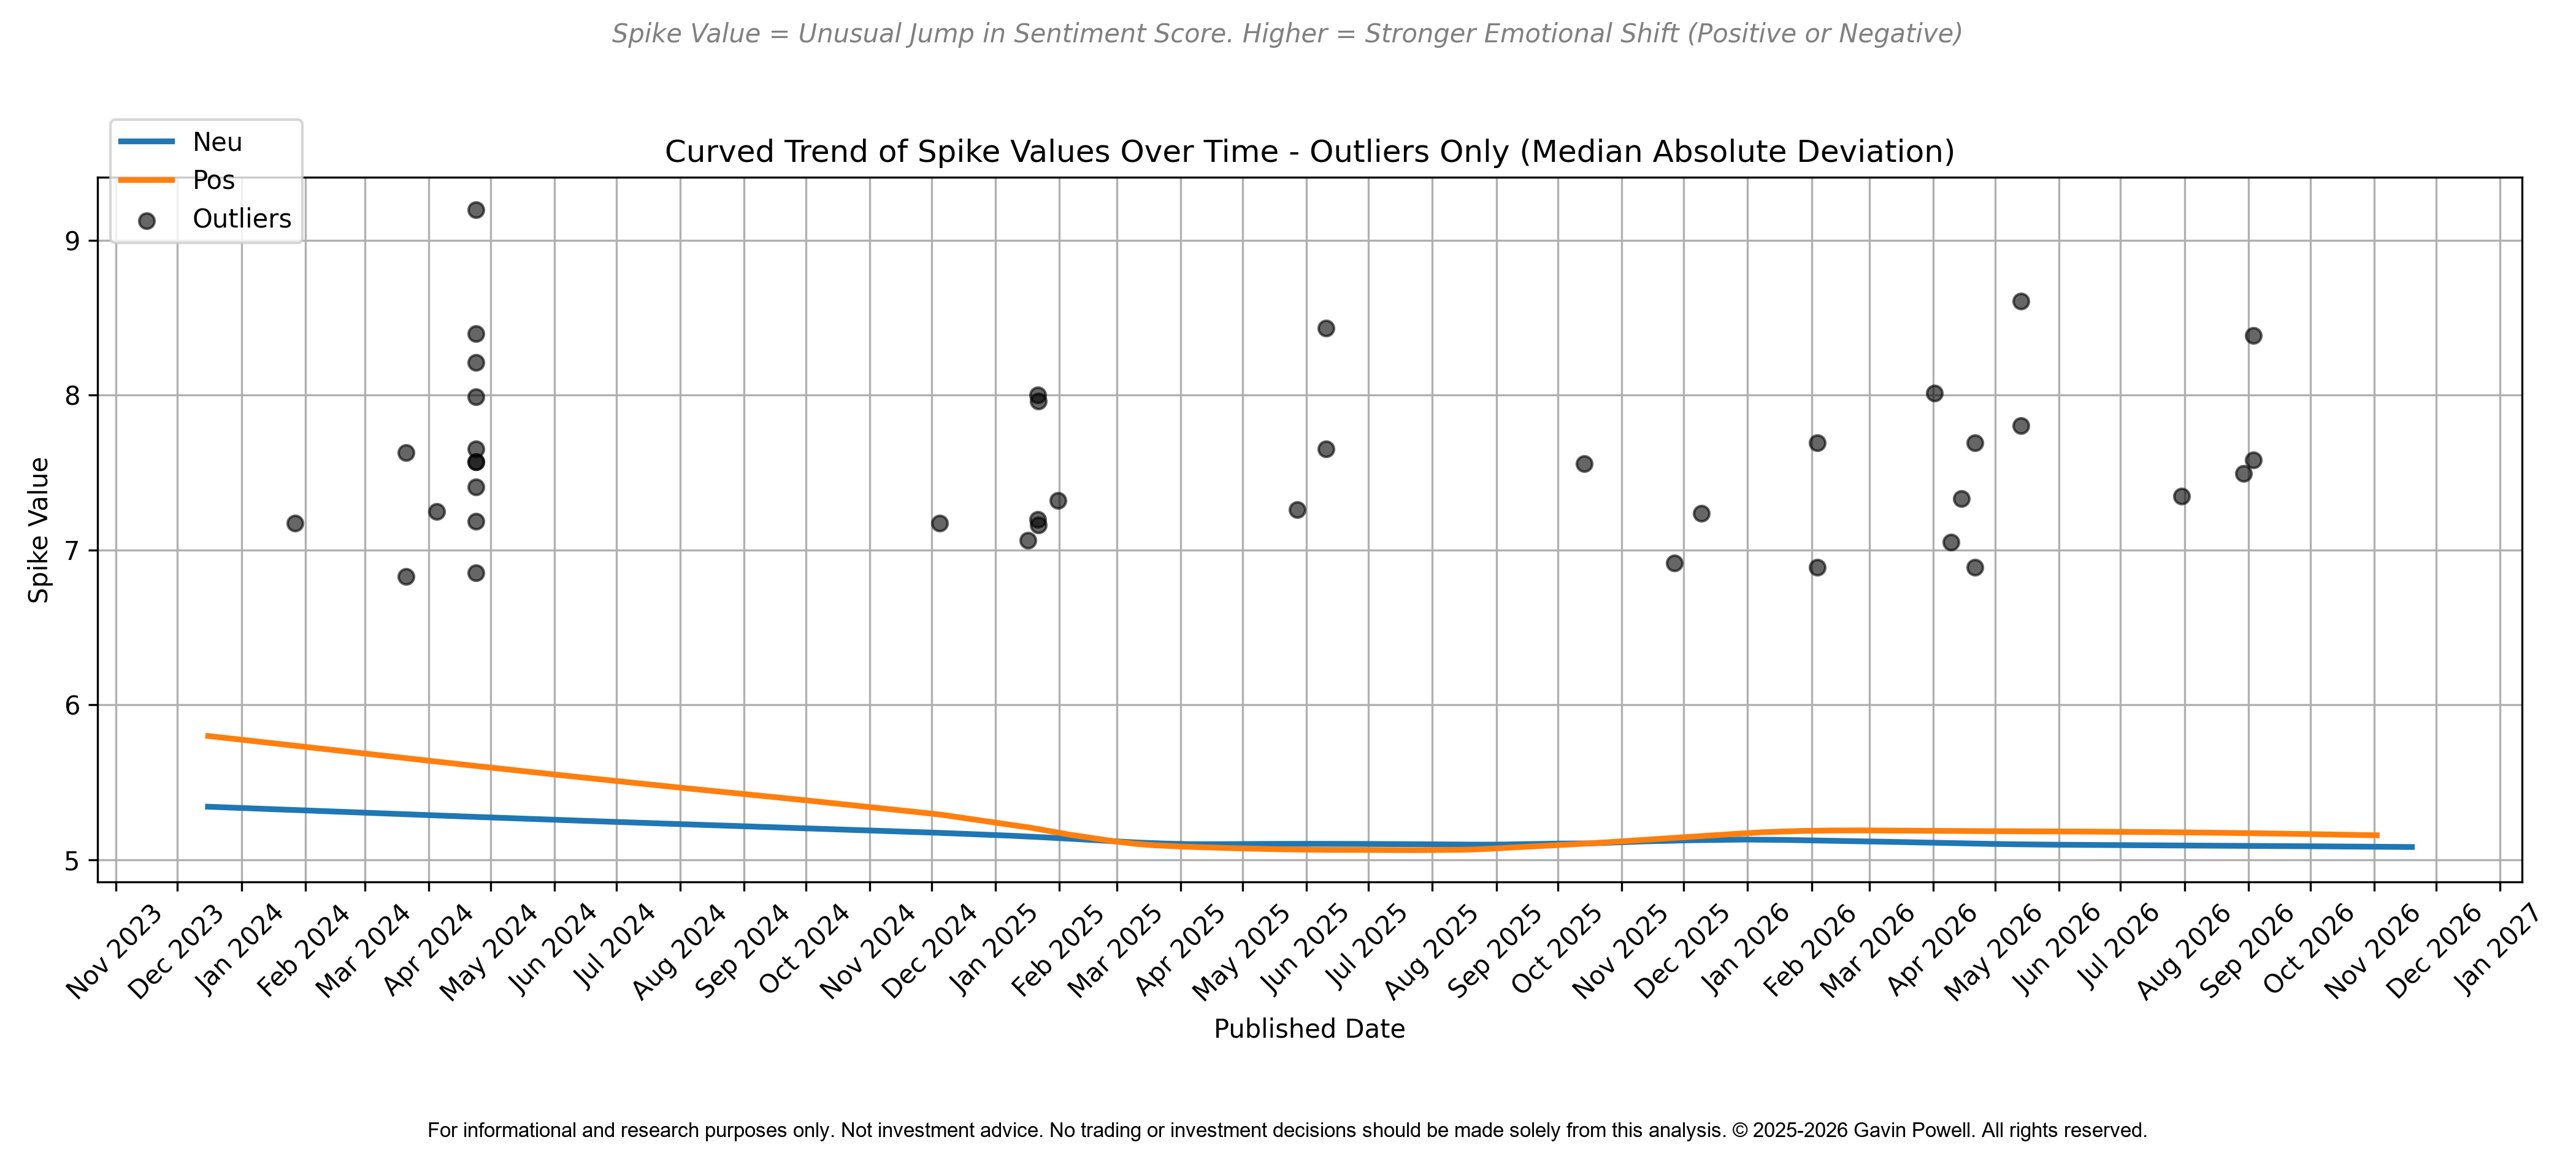 Spike Value = Unusual Jump in Sentiment Score. Higher = Stronger Emotional Shift (Positive or Negative)
Curved Trend of Spike Values Over Time - Outliers Only (Median Absolute Deviation)
Neu
Pos
Outliers
Spike Value
9
8
7
6
5
Nov 2023
Dec 2023
Jan 2024
Feb 2024
Mar 2024
Apr 2024
May 2024
Jun 2024
Jul 2024
Aug 2024
Sep 2024
Oct 2024
Nov 2024
Dec 2024
Jan 2025
Feb 2025
Mar 2025
Apr 2025
May 2025
Jun 2025
Jul 2025
Aug 2025
Sep 2025
Oct 2025
Nov 2025
Dec 2025
Jan 2026
Feb 2026
Mar 2026
Apr 2026
May 2026
Jun 2026
Jul 2026
Aug 2026
Sep 2026
Oct 2026
Nov 2026
Dec 2026
Jan 2027
Published Date
For informational and research purposes only. Not investment advice. No trading or investment decisions should be made solely from this analysis. © 2025-2026 Gavin Powell. All rights reserved.